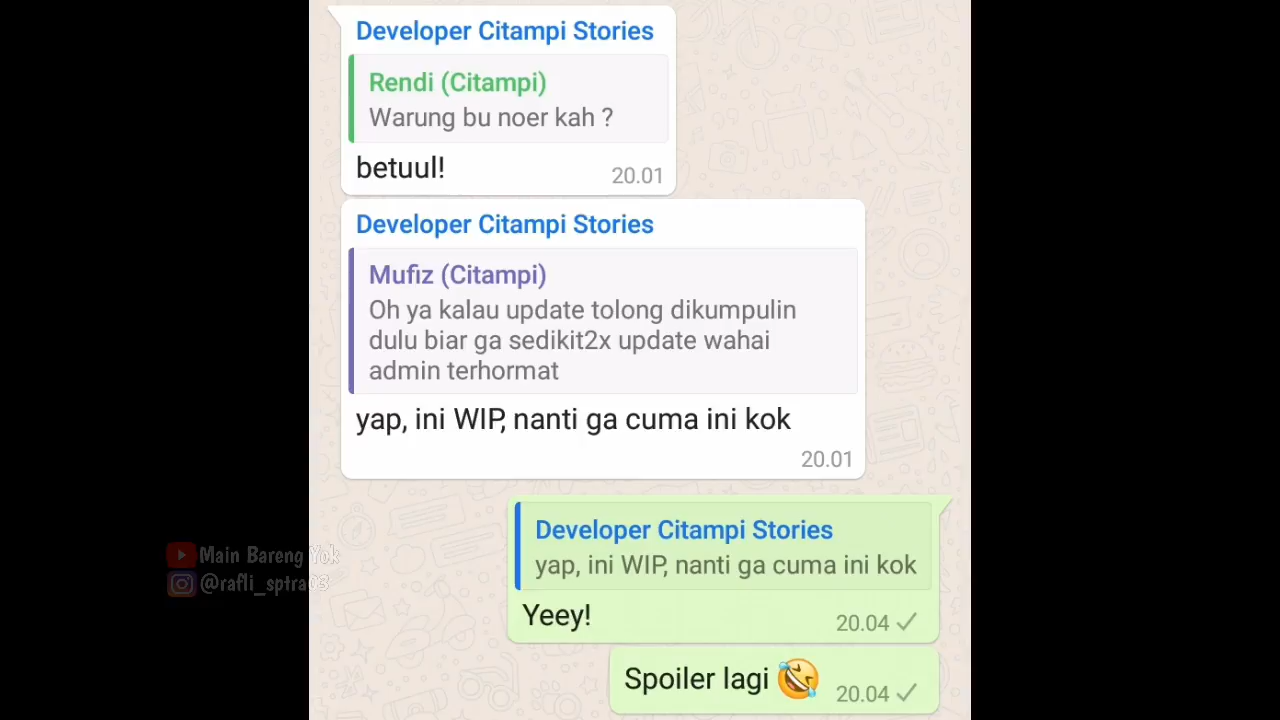 Developer Citampi Stories
Rendi (Citampi)
Warung bu noer kah ?
betuul!
20.01
Developer Citampi Stories
Mufiz (Citampi)
Oh ya kalau update tolong dikumpulin
dulu biar ga sedikit2x update wahai
admin terhormat
yap, ini WIP, nanti ga cuma ini kok
20.01
Developer Citampi Stories
yap, ini WIP, nanti ga cuma ini kok
Yeey!
20.04
Spoiler lagi 🤣
20.04
Main Bareng Yok
@rafli_sptra03